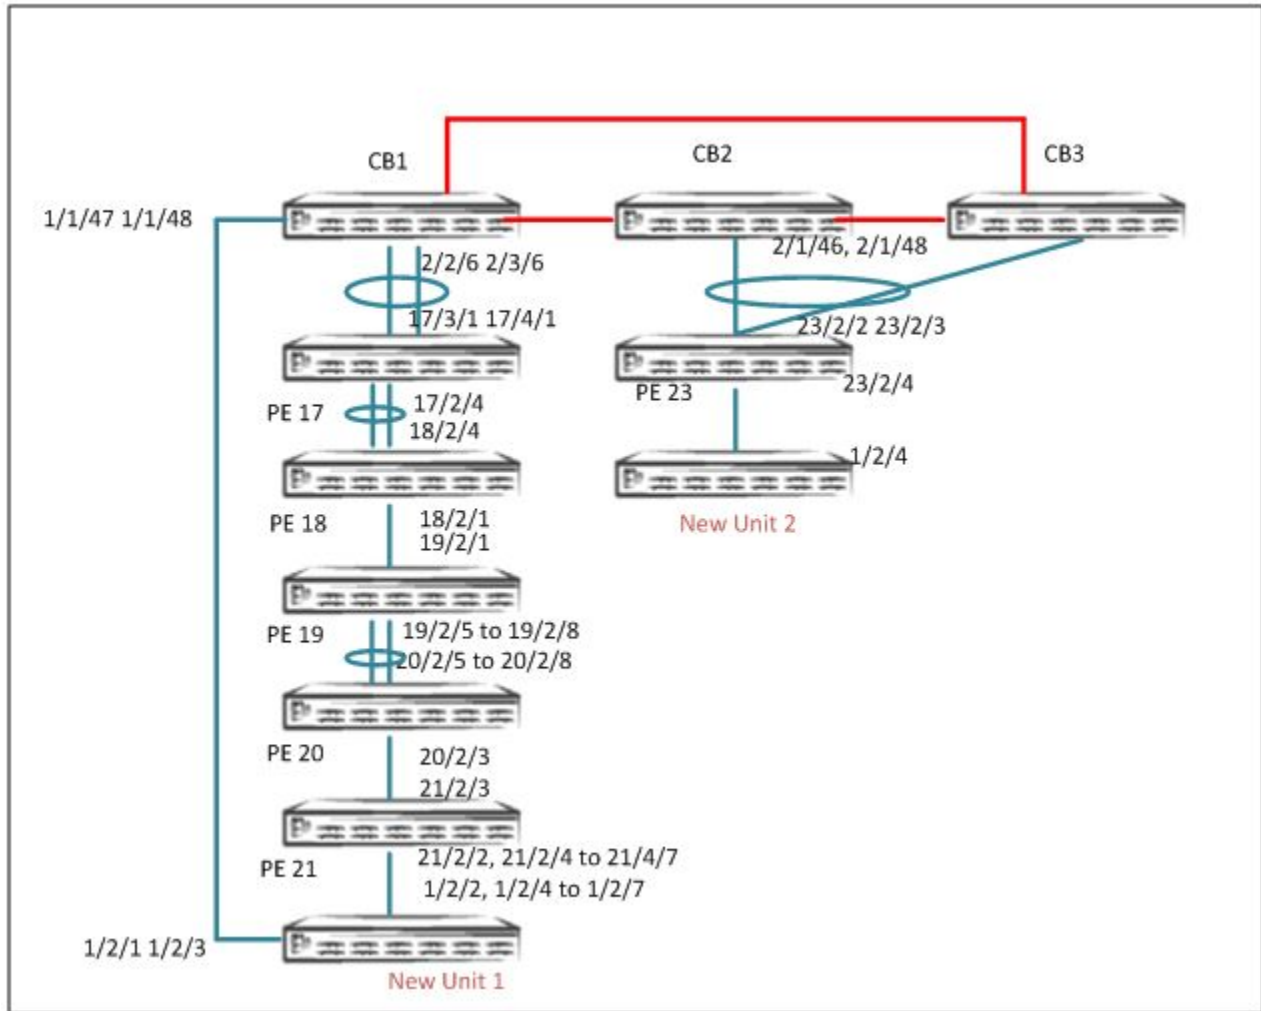 CB1
CB2
CB3
1/1/47 1/1/48
2/2/6 2/3/6
2/1/46, 2/1/48
17/3/1 17/4/1
23/2/2 23/2/3
PE 17
17/2/4
18/2/4
PE 23
23/2/4
1/2/4
New Unit 2
PE 18
18/2/1
19/2/1
PE 19
19/2/5 to 19/2/8
20/2/5 to 20/2/8
PE 20
20/2/3
21/2/3
PE 21
21/2/2, 21/2/4 to 21/4/7
1/2/2, 1/2/4 to 1/2/7
1/2/1 1/2/3
New Unit 1